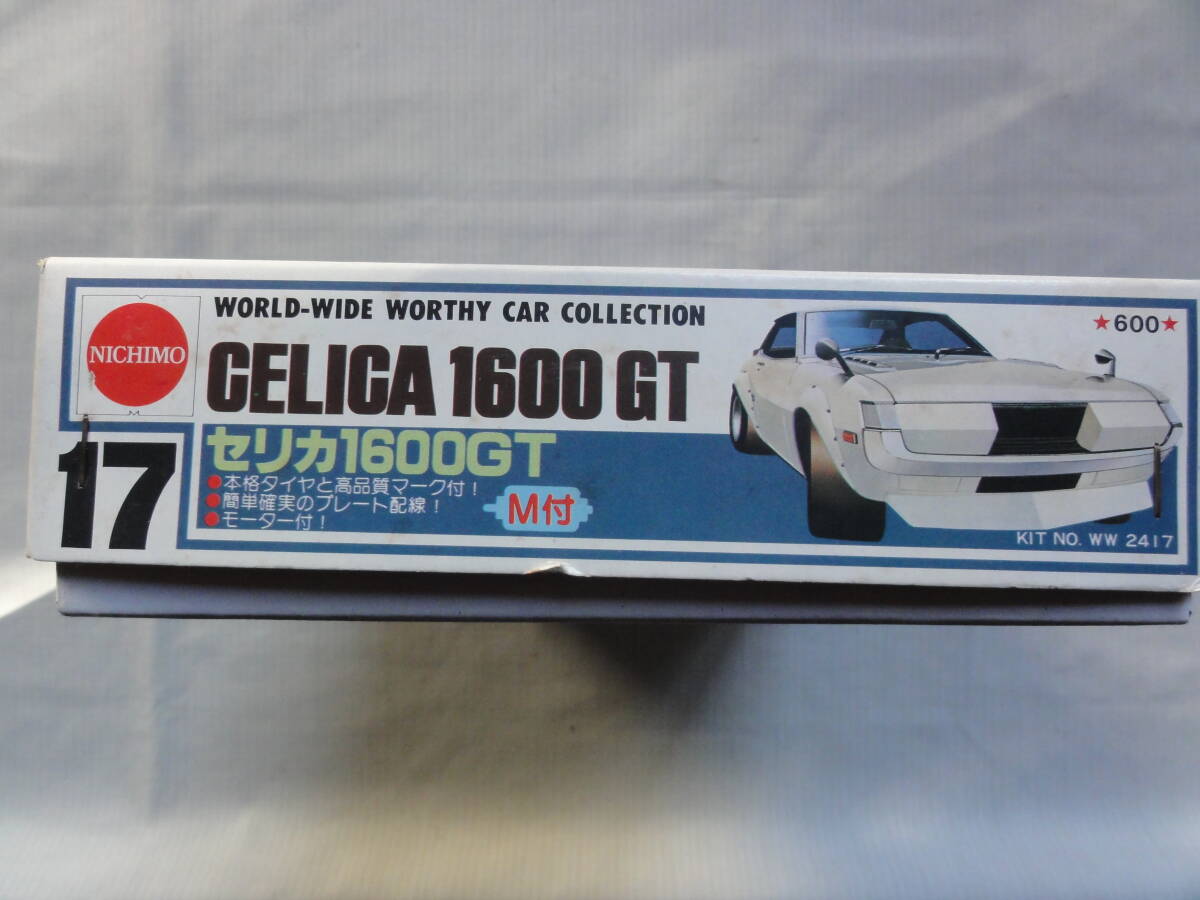 NICHIMO
17
WORLD-WIDE WORTHY CAR COLLECTION
CELICA 1600 GT
セリカ1600GT
●本格タイヤと高品質マーク付！
●簡単確実のプレート配線！
●モーター付！
M付
★600★
KIT NO. WW 2417